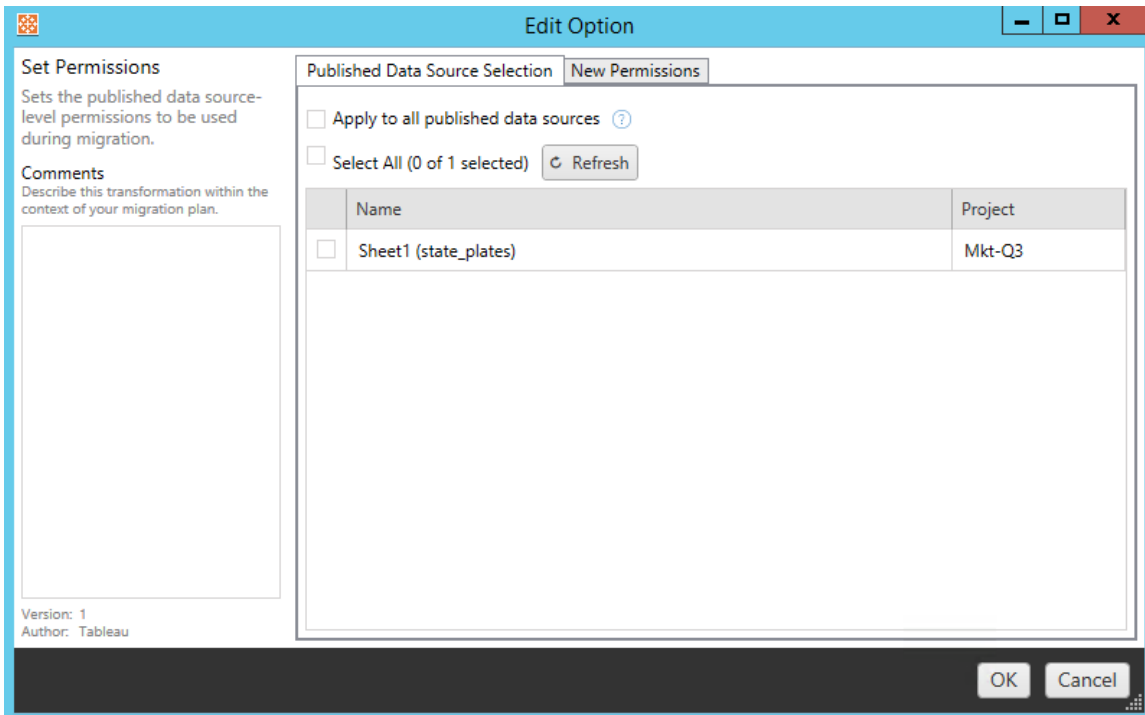 Edit Option
Set Permissions
Sets the published data source-
level permissions to be used
during migration.
Comments
Describe this transformation within the
context of your migration plan.
Version: 1
Author: Tableau
Published Data Source Selection
New Permissions
Apply to all published data sources ?
Select All (0 of 1 selected)
Refresh
Name Project
Sheet1 (state_plates) Mkt-Q3
OK
Cancel